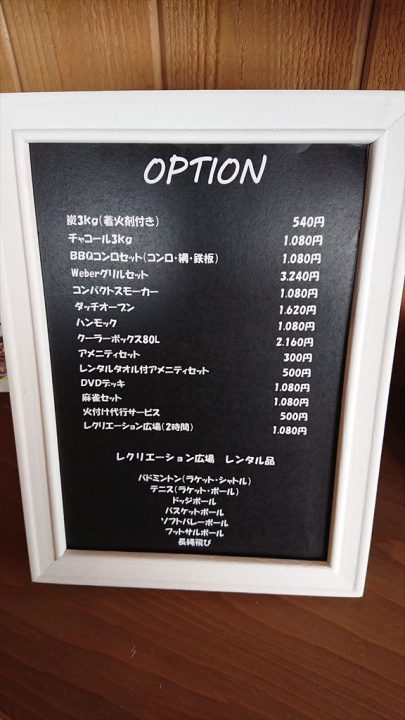 OPTION
炭3kg(着火剤付き) 540円
チャコール3kg 1.080円
BBQコンロセット(コンロ・網・鉄板) 1.080円
Weberグリルセット 3.240円
コンパクトスモーカー 1.080円
ダッチオーブン 1.620円
ハンモック 1.080円
クーラーボックス80L 2.160円
アメニティセット 300円
レンタルタオル付アメニティセット 500円
DVDデッキ 1.080円
麻雀セット 1.080円
火付け代行サービス 500円
レクリエーション広場(2時間) 1.080円
レクリエーション広場 レンタル品
バドミントン(ラケット・シャトル)
テニス(ラケット・ボール)
ドッジボール
バスケットボール
ソフトバレーボール
フットサルボール
長縄飛び